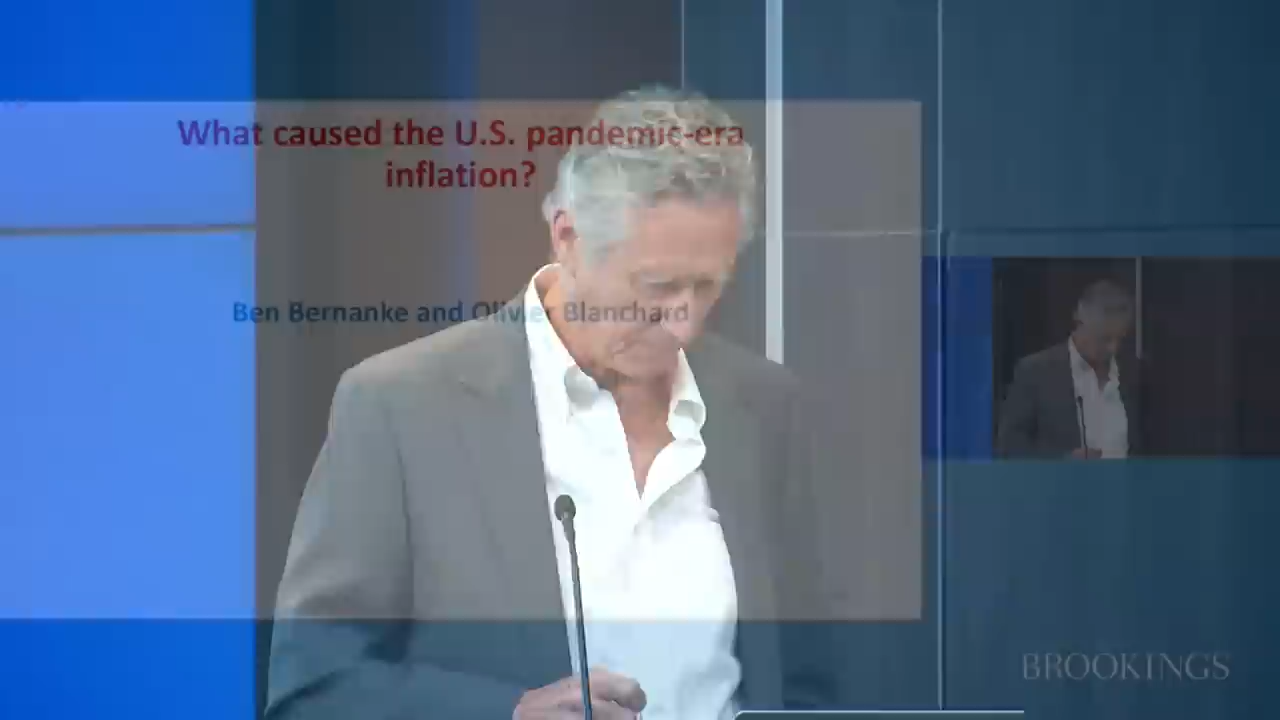 What caused the U.S. pandemic-era
inflation?
Ben Bernanke and Olivier Blanchard
BROOKINGS